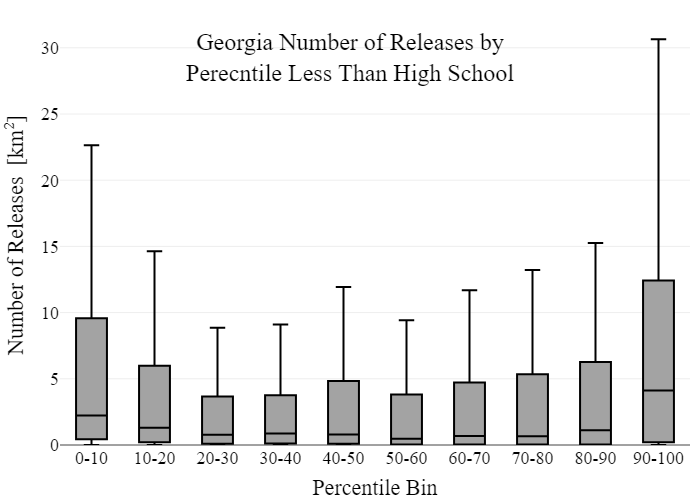 Georgia Number of Releases by
Perecntile Less Than High School
Number of Releases [km²]
30
25
20
15
10
5
0
0-10 10-20 20-30 30-40 40-50 50-60 60-70 70-80 80-90 90-100
Percentile Bin